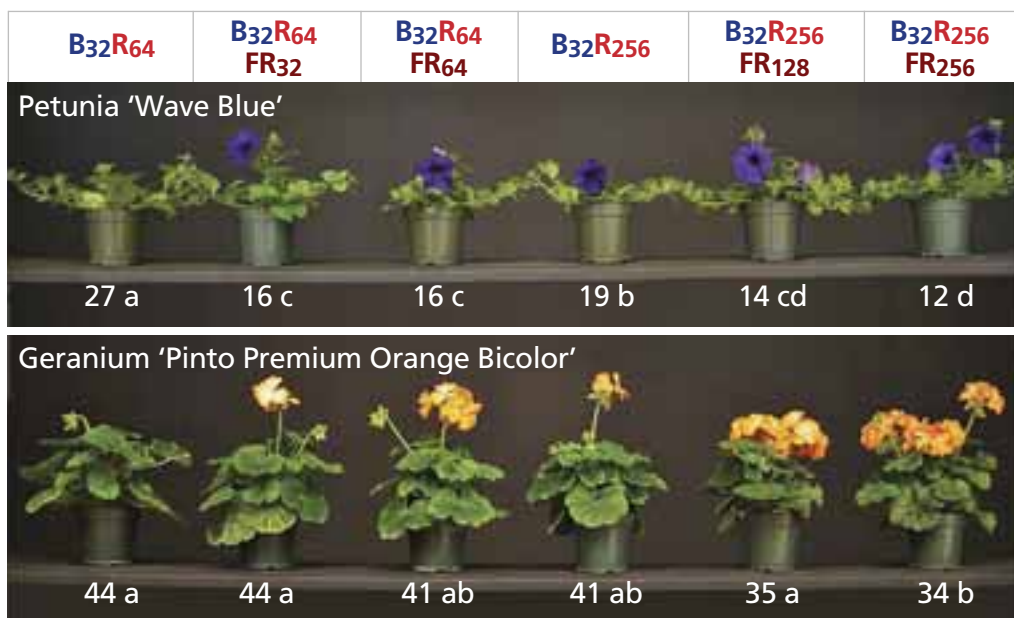 B32R64
B32R64
FR32
B32R64
FR64
B32R256
B32R256
FR128
B32R256
FR256
Petunia ‘Wave Blue’
27 a
16 c
16 c
19 b
14 cd
12 d
Geranium ‘Pinto Premium Orange Bicolor’
44 a
44 a
41 ab
41 ab
35 a
34 b